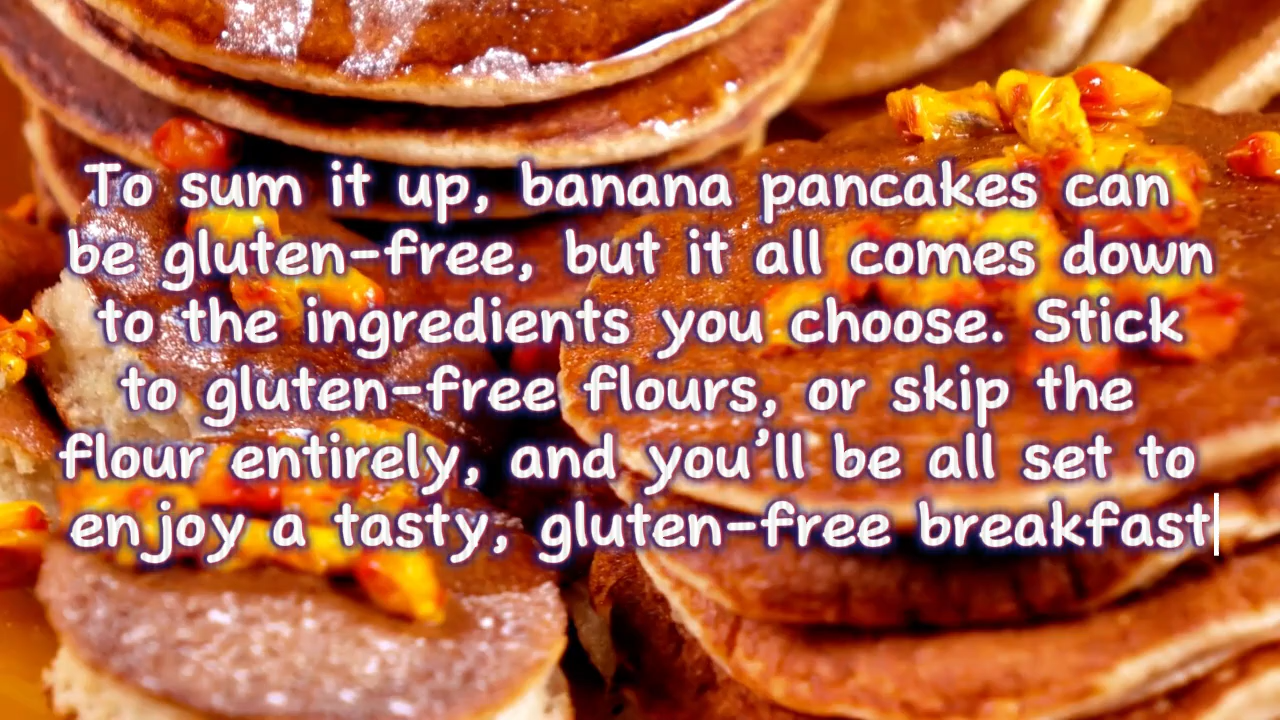 To sum it up, banana pancakes can
be gluten-free, but it all comes down
to the ingredients you choose. Stick
to gluten-free flours, or skip the
flour entirely, and you’ll be all set to
enjoy a tasty, gluten-free breakfast